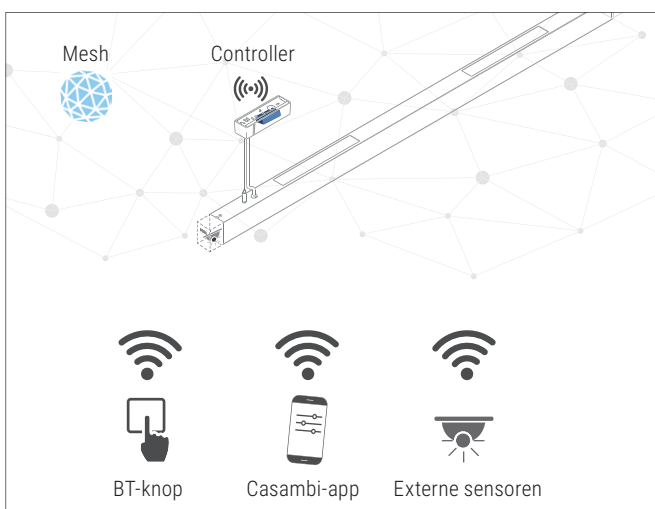 Mesh
Controller
BT-knop
Casambi-app
Externe sensoren